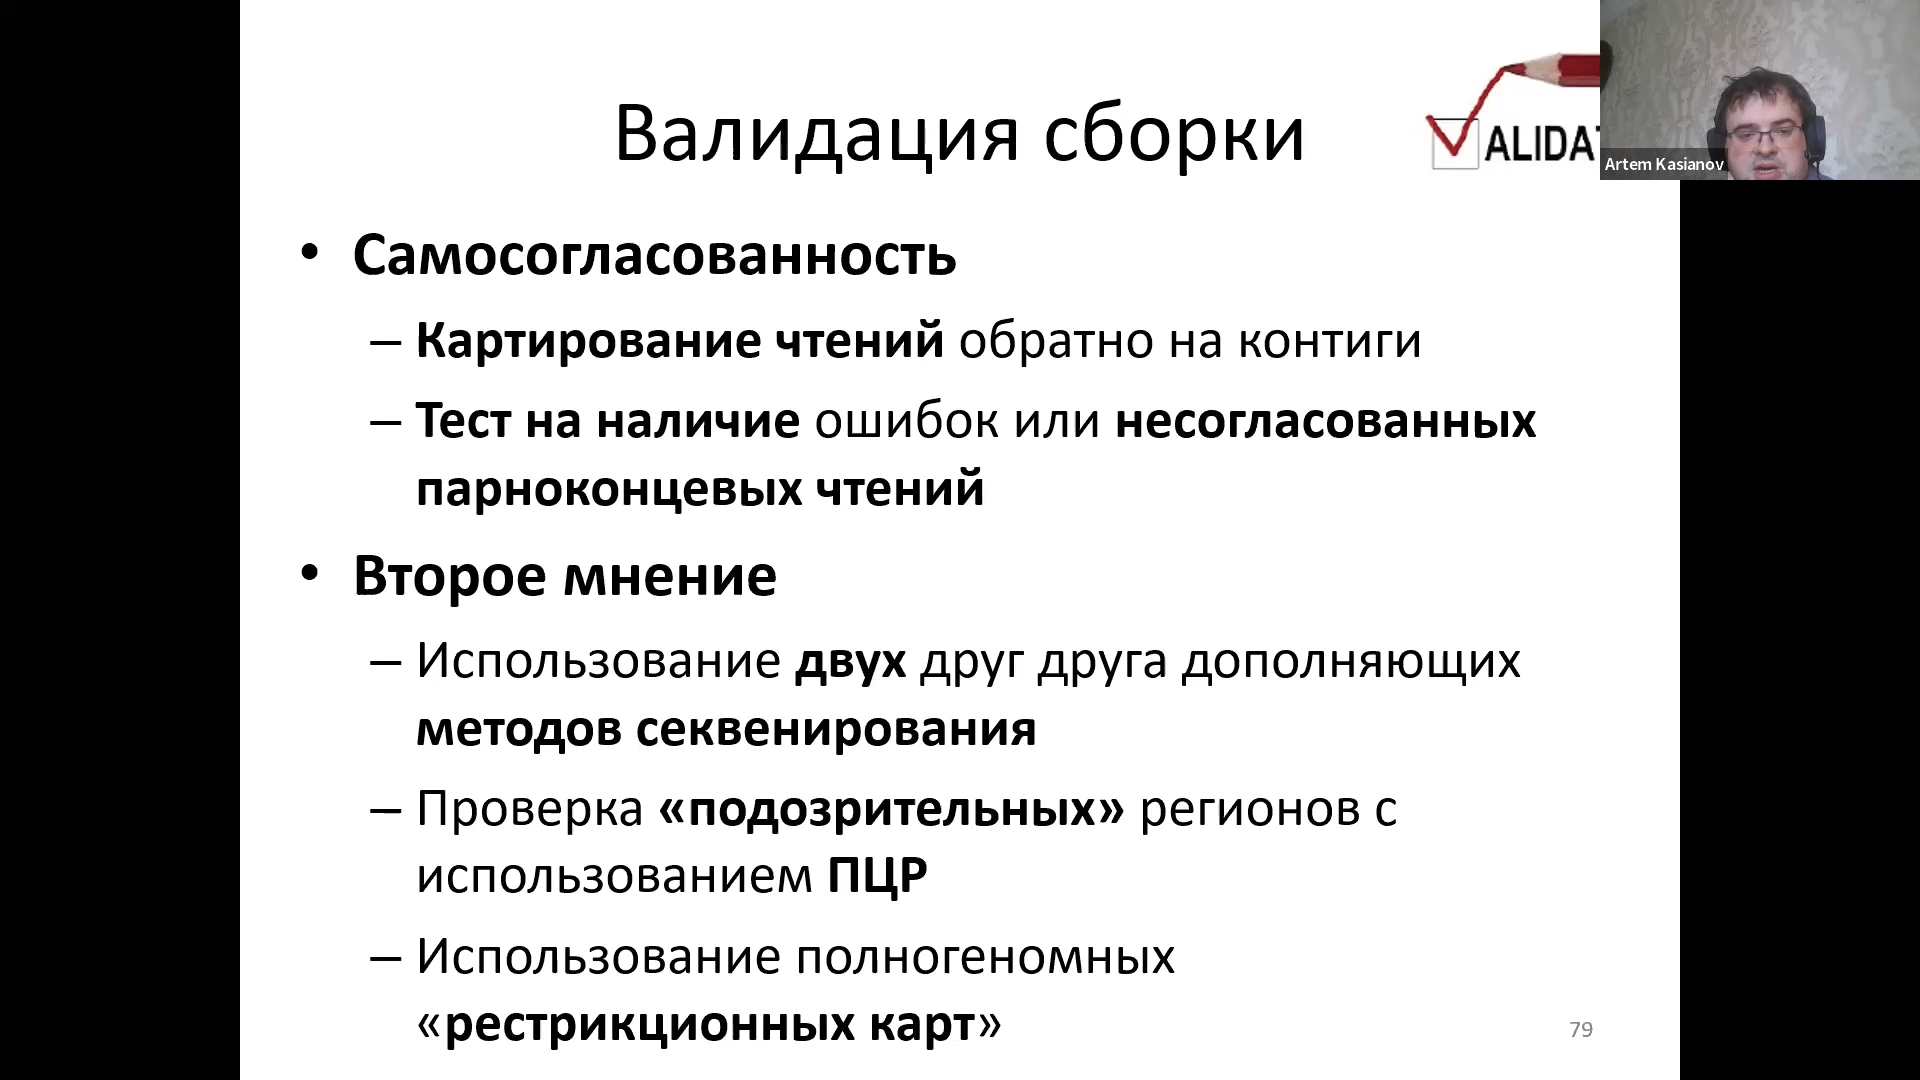 Валидация сборки
ALIDA
Artem Kasianov
• Самосогласованность
– Картирование чтений обратно на контиги
– Тест на наличие ошибок или несогласованных
парноконцевых чтений
• Второе мнение
– Использование двух друг друга дополняющих
методов секвенирования
– Проверка «подозрительных» регионов с
использованием ПЦР
– Использование полногеномных
«рестрикционных карт»
79